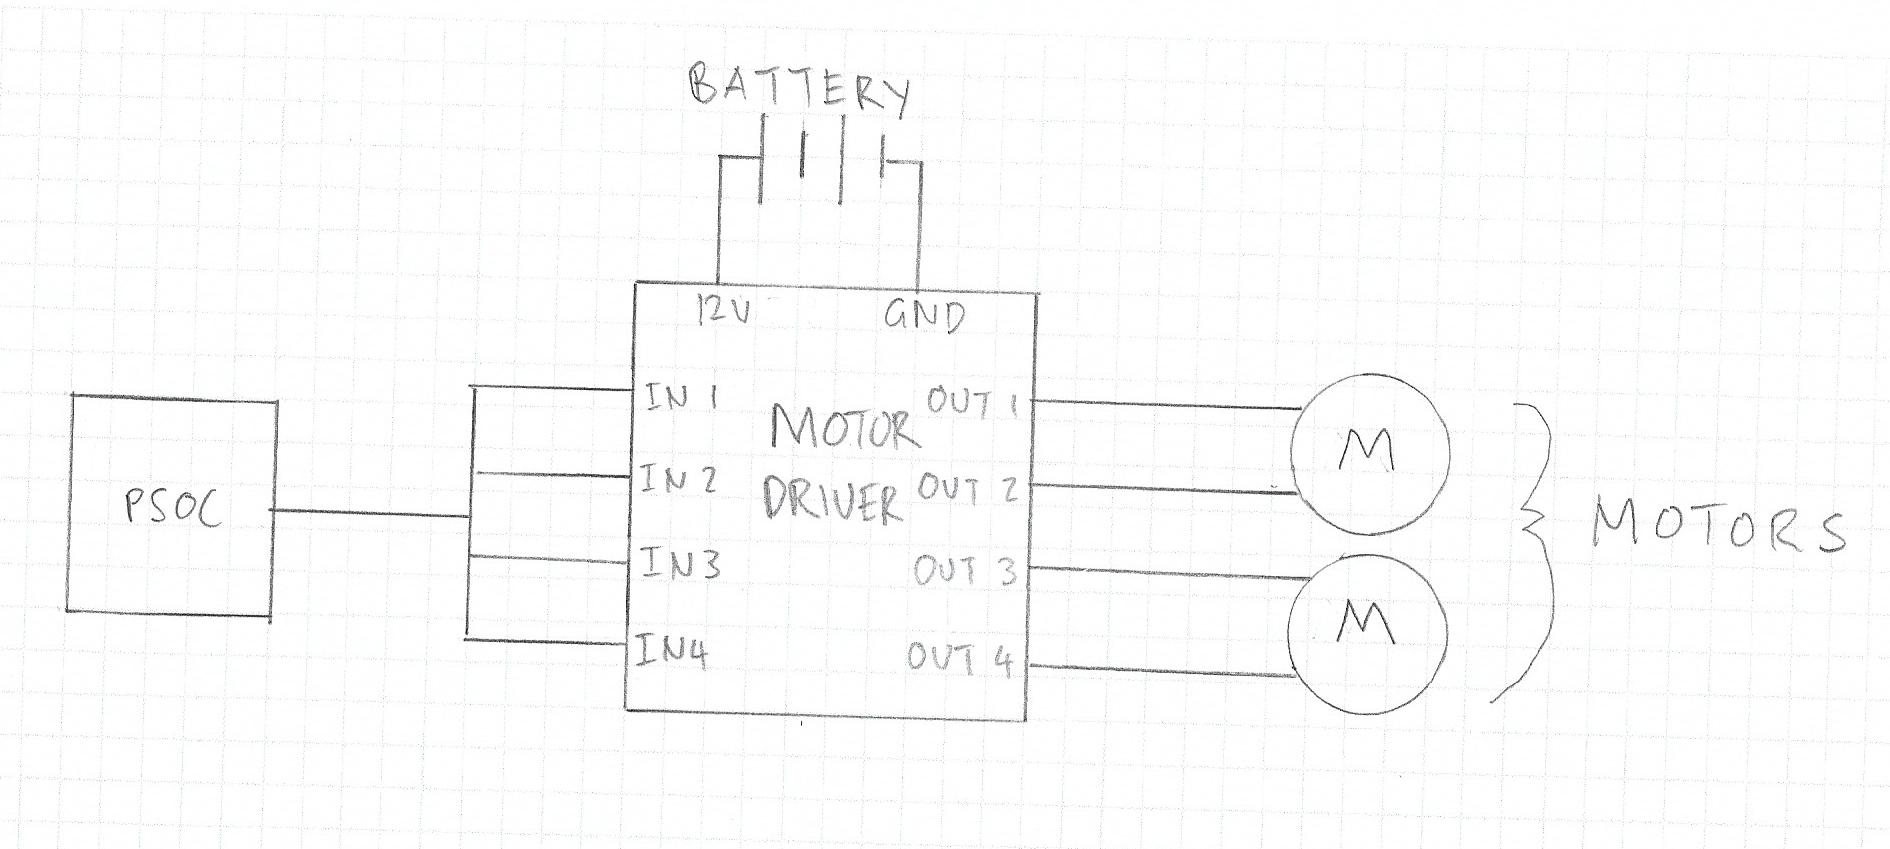 BATTERY
12V
GND
IN 1
IN 2
IN3
IN4
MOTOR
DRIVER
OUT 1
OUT 2
OUT 3
OUT 4
PSOC
M
M
MOTORS